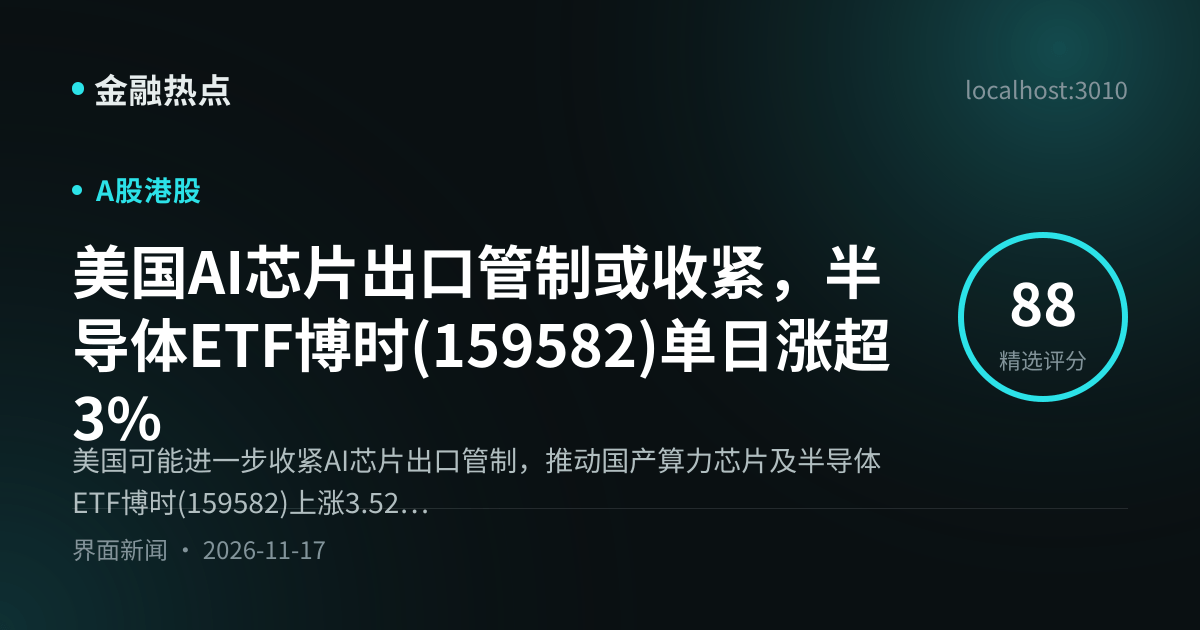 金融热点
localhost:3010
A股港股
美国AI芯片出口管制或收紧，半
导体ETF博时(159582)单日涨超
3%
88
精选评分
美国可能进一步收紧AI芯片出口管制，推动国产算力芯片及半导体
ETF博时(159582)上涨3.52…
界面新闻 · 2026-11-17